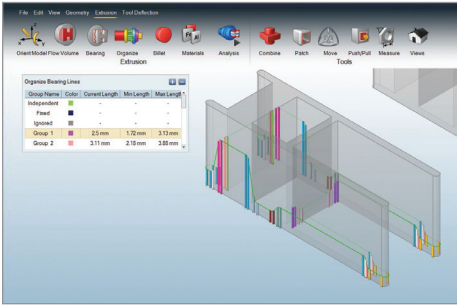 File Edit View Geometry Extrusion Tool Deflection
Orient Model Flow Volume Bearing Organize Billet Materials Analysis Combine Patch Move Push/Pull Measure Views
Extrusion Tools
Organize Bearing Lines
Group Name Color Current Length Min Length Max Length
Independent - - -
Fixed - - -
Ignored - - -
Group 1 2.5 mm 1.72 mm 3.13 mm
Group 2 3.11 mm 2.18 mm 3.88 mm